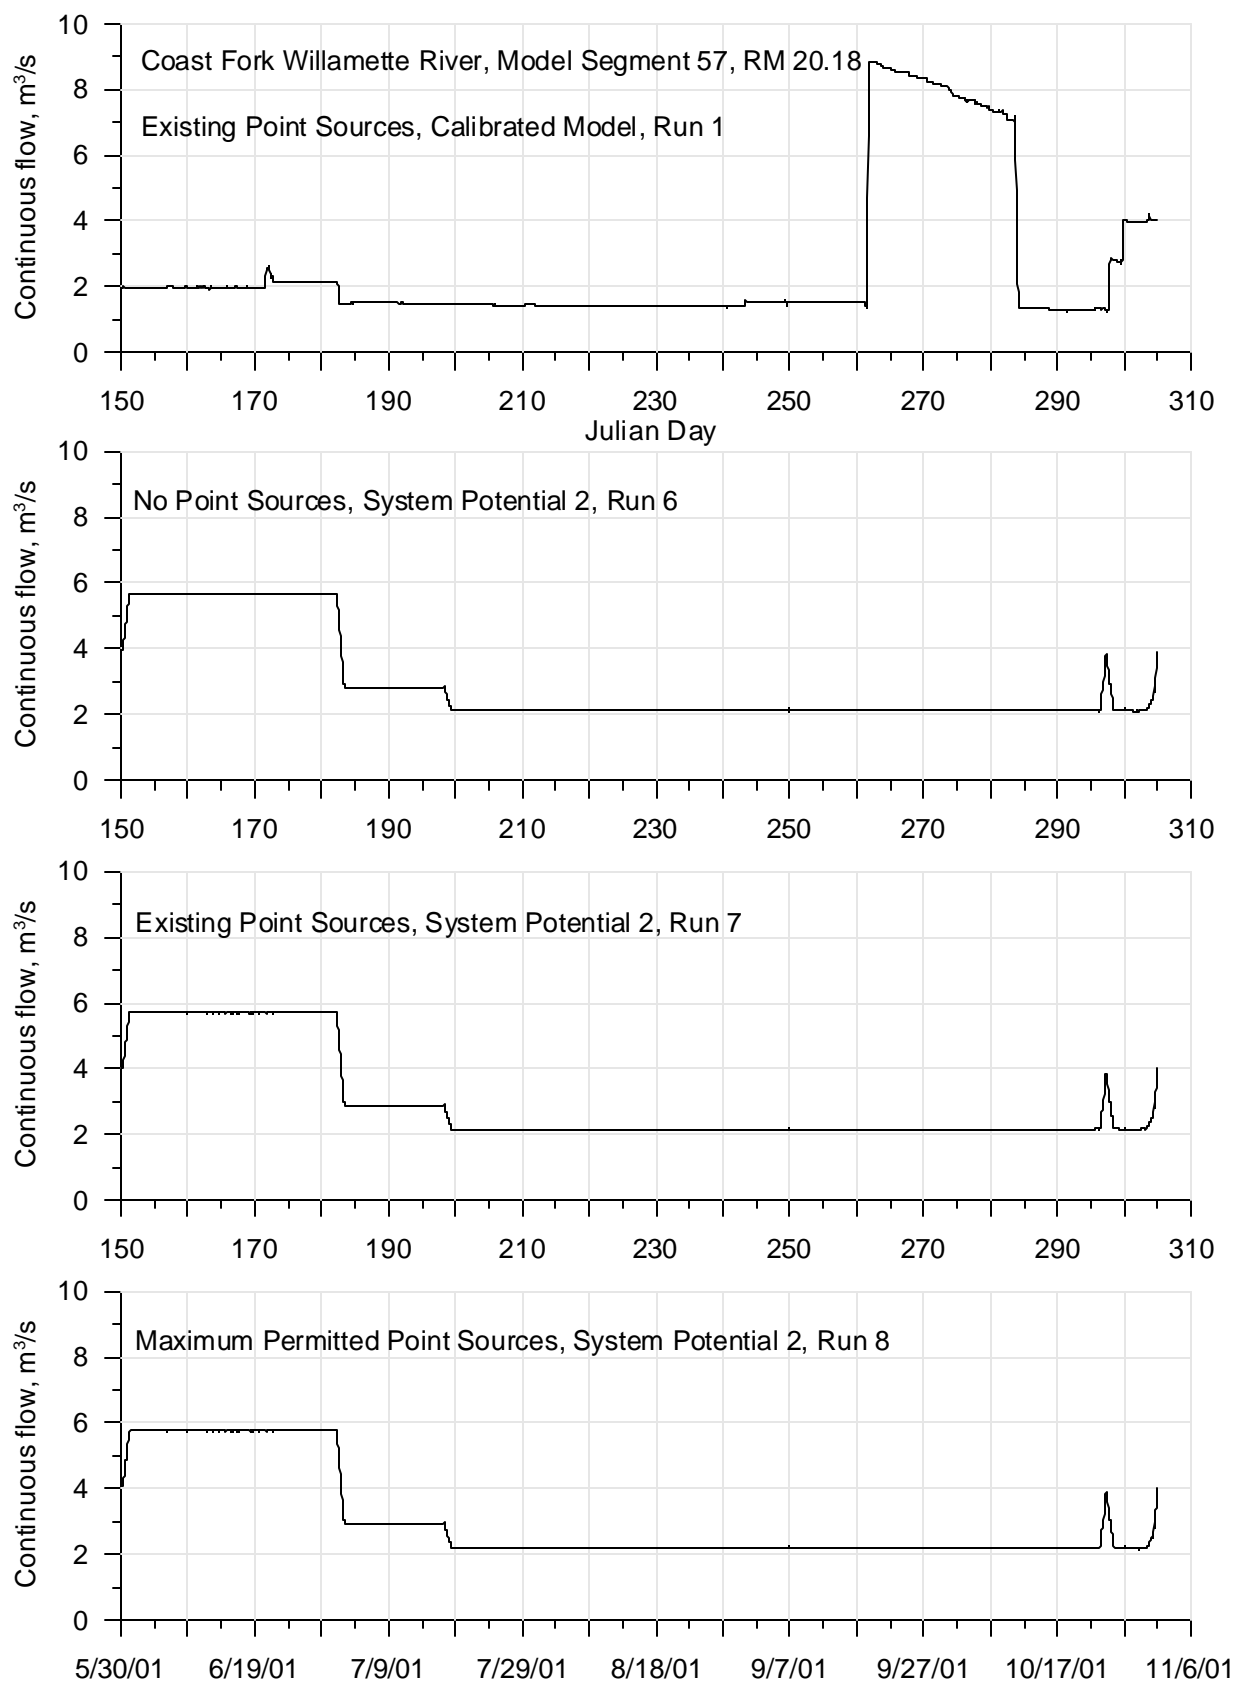 10
Coast Fork Willamette River, Model Segment 57, RM 20.18
8
Existing Point Sources, Calibrated Model, Run 1
6
4
2
0
Continuous flow, m³/s
150 170 190 210 230 250 270 290 310
Julian Day
10
No Point Sources, System Potential 2, Run 6
8
6
4
2
0
Continuous flow, m³/s
150 170 190 210 230 250 270 290 310
10
Existing Point Sources, System Potential 2, Run 7
8
6
4
2
0
Continuous flow, m³/s
150 170 190 210 230 250 270 290 310
10
Maximum Permitted Point Sources, System Potential 2, Run 8
8
6
4
2
0
Continuous flow, m³/s
5/30/01 6/19/01 7/9/01 7/29/01 8/18/01 9/7/01 9/27/01 10/17/01 11/6/01